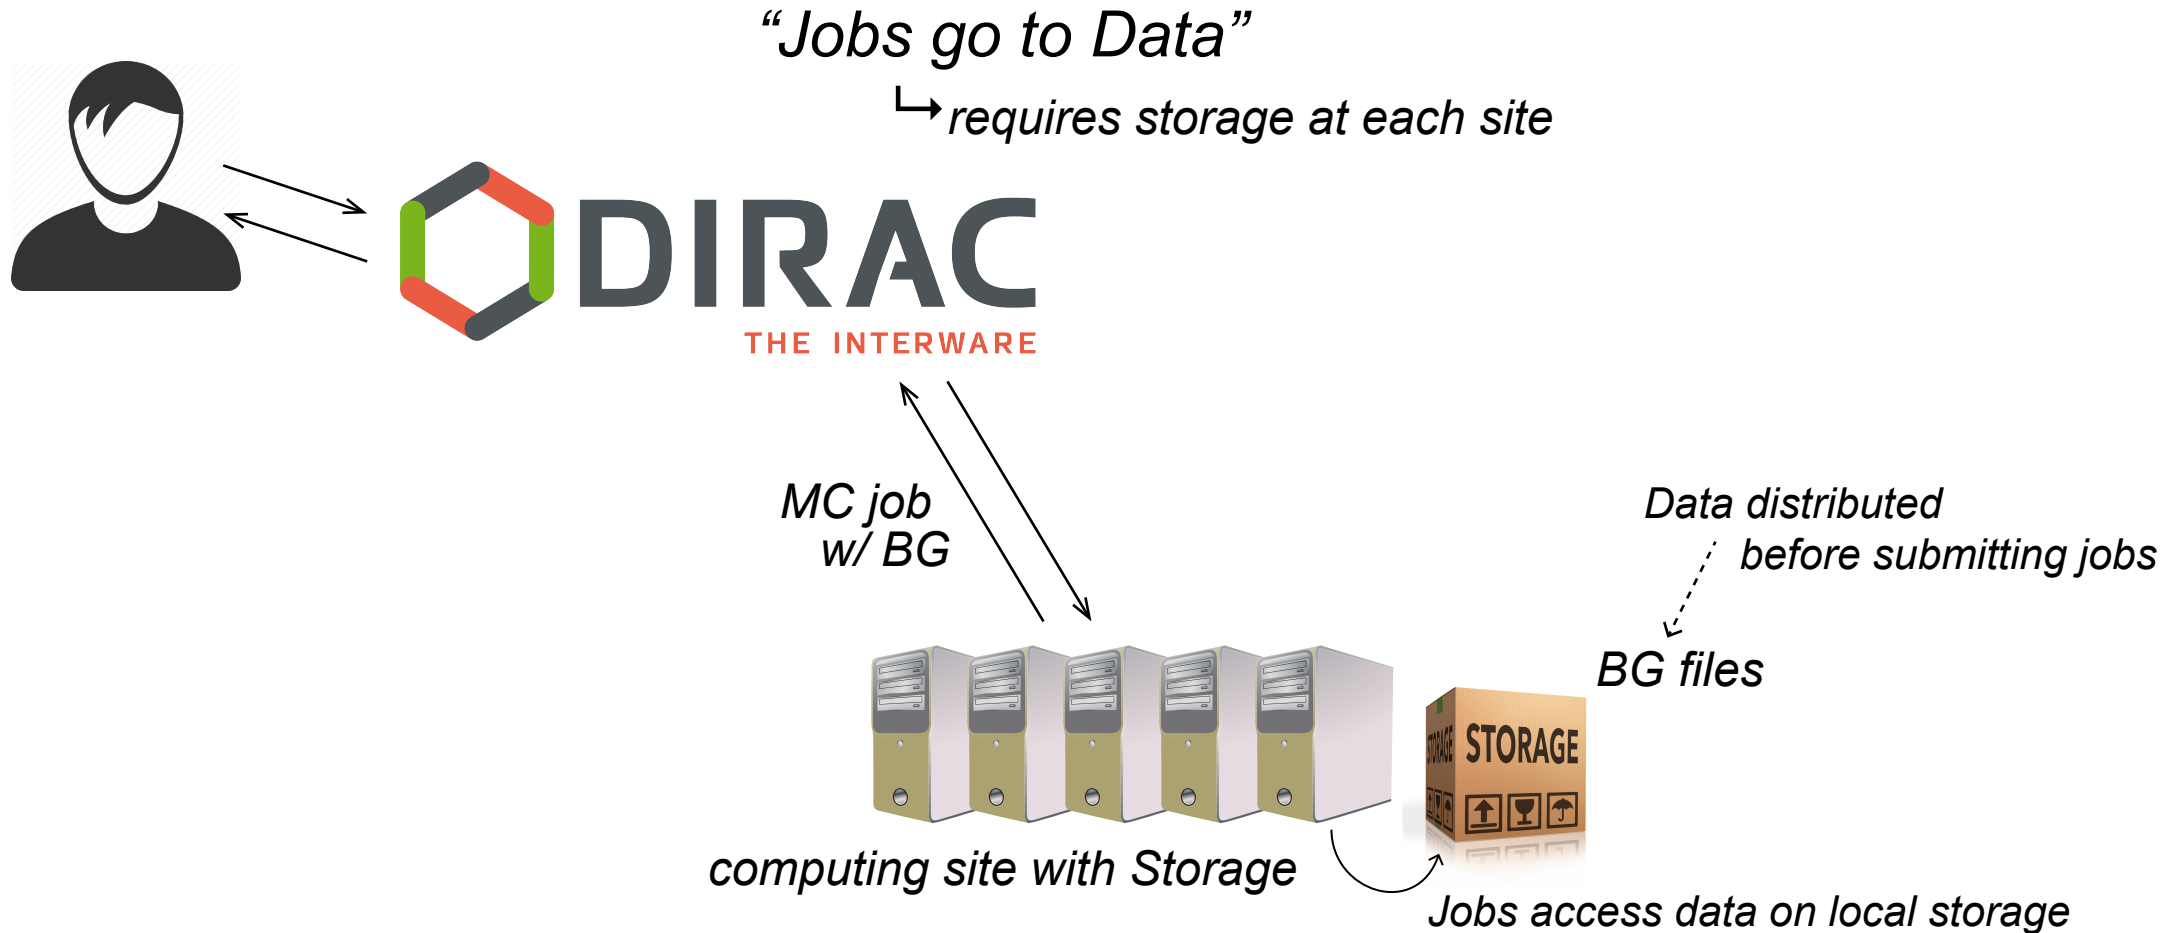 “Jobs go to Data”
requires storage at each site
DIRAC
THE INTERWARE
MC job
w/ BG
Data distributed
before submitting jobs
BG files
STORAGE
STORAGE
computing site with Storage
Jobs access data on local storage